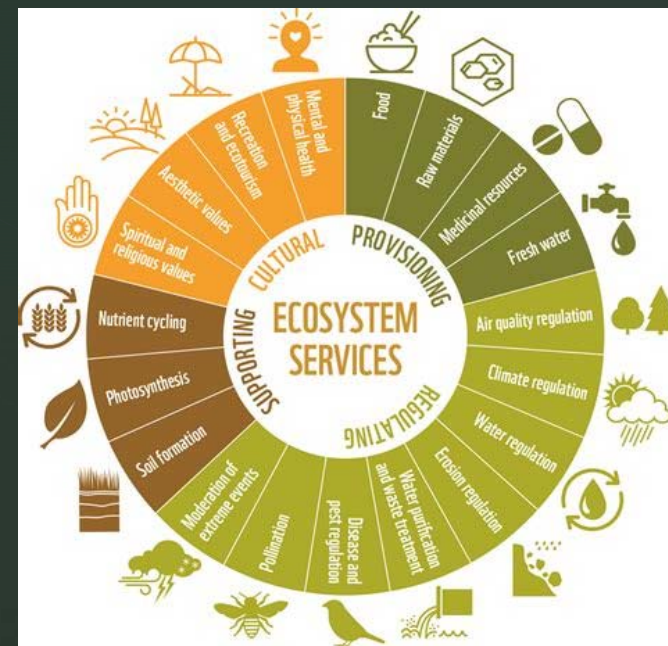 ECOSYSTEM
SERVICES
PROVISIONING
Food
Raw materials
Medicinal resources
Fresh water
REGULATING
Air quality regulation
Climate regulation
Water regulation
Erosion regulation
Water purification
and waste treatment
Disease and
pest regulation
Pollination
Moderation of
extreme events
SUPPORTING
Soil formation
Photosynthesis
Nutrient cycling
CULTURAL
Spiritual and
religious values
Aesthetic values
Recreation
and ecotourism
Mental and
physical health